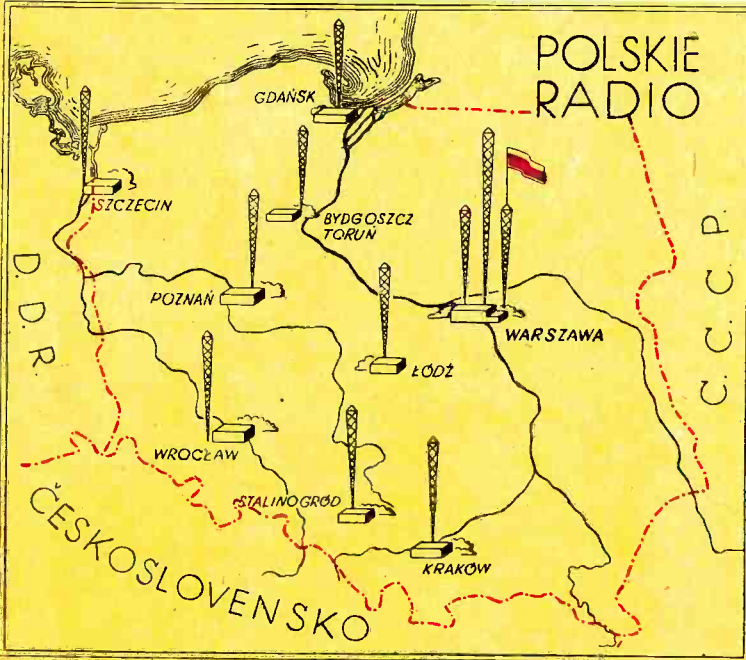 POLSKIE
RADIO
GDAŃSK
SZCZECIN
BYDGOSZCZ
TORUŃ
D.D.R.
POZNAŃ
WARSZAWA
С.С.С.Р.
ŁÓDŹ
WROCŁAW
STALINOGRÓD
KRAKÓW
ČESKOSLOVENSKO